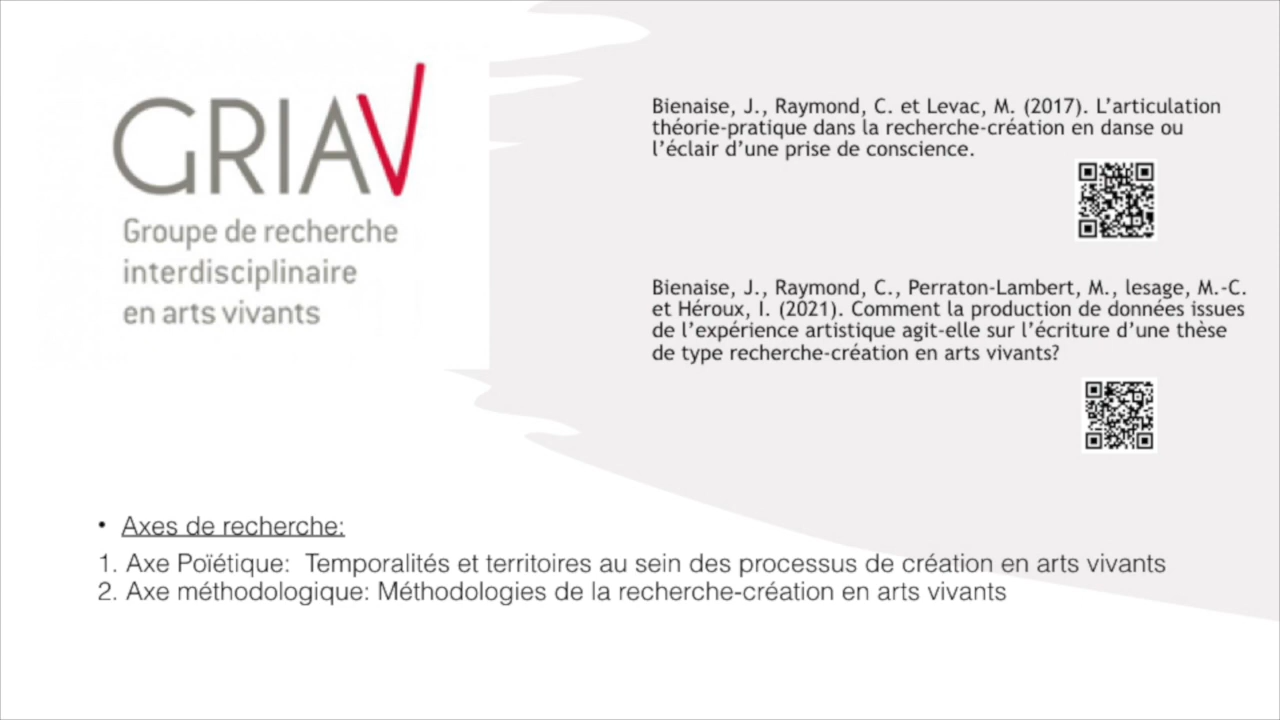 GRIAV
Groupe de recherche
interdisciplinaire
en arts vivants
Bienaise, J., Raymond, C. et Levac, M. (2017). L’articulation
théorie-pratique dans la recherche-création en danse ou
l’éclair d’une prise de conscience.
Bienaise, J., Raymond, C., Perraton-Lambert, M., lesage, M.-C.
et Héroux, I. (2021). Comment la production de données issues
de l’expérience artistique agit-elle sur l’écriture d’une thèse
de type recherche-création en arts vivants?
• Axes de recherche:
1. Axe Poïétique: Temporalités et territoires au sein des processus de création en arts vivants
2. Axe méthodologique: Méthodologies de la recherche-création en arts vivants